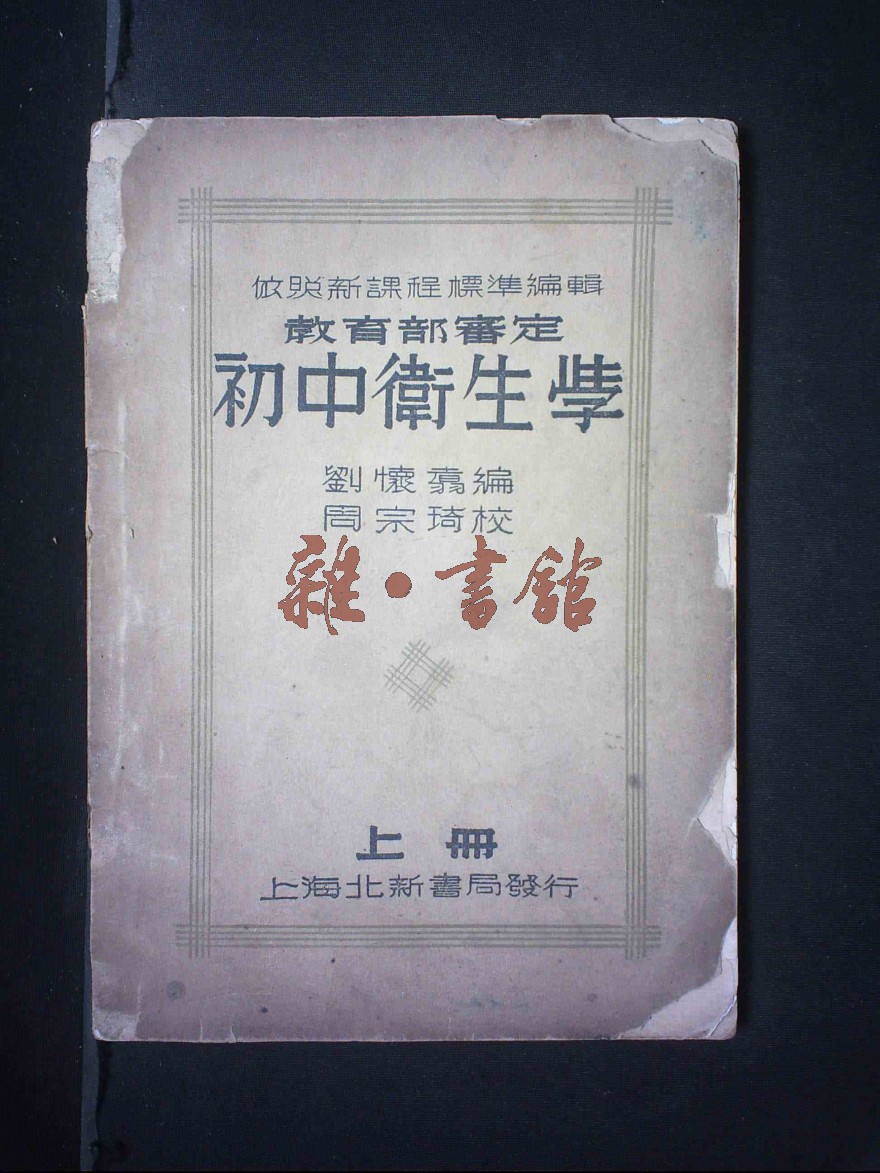 依照新課程標準編輯
教育部審定
初中衛生學
劉懷翥編
周宗琦校
雜·書館
上冊
上海北新書局發行